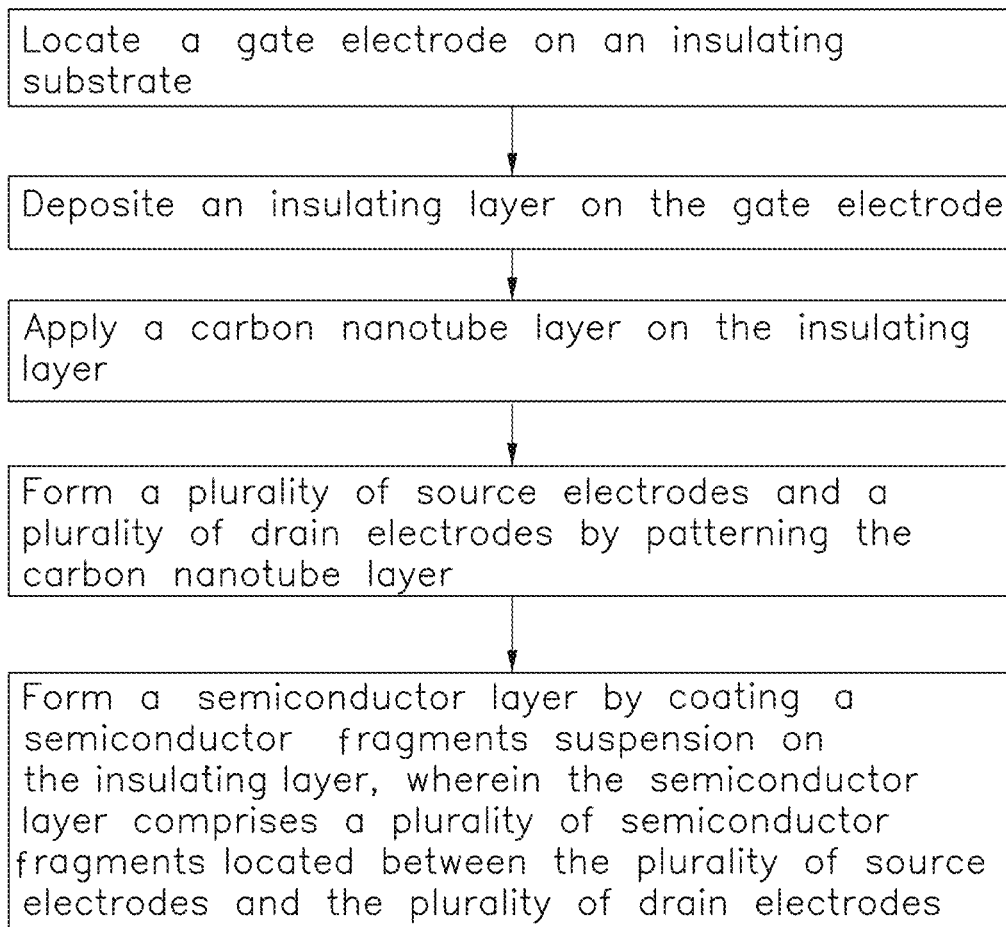 Locate a gate electrode on an insulating
substrate
Deposite an insulating layer on the gate electrode
Apply a carbon nanotube layer on the insulating
layer
Form a plurality of source electrodes and a
plurality of drain electrodes by patterning the
carbon nanotube layer
Form a semiconductor layer by coating a
semiconductor fragments suspension on
the insulating layer, wherein the semiconductor
layer comprises a plurality of semiconductor
fragments located between the plurality of source
electrodes and the plurality of drain electrodes